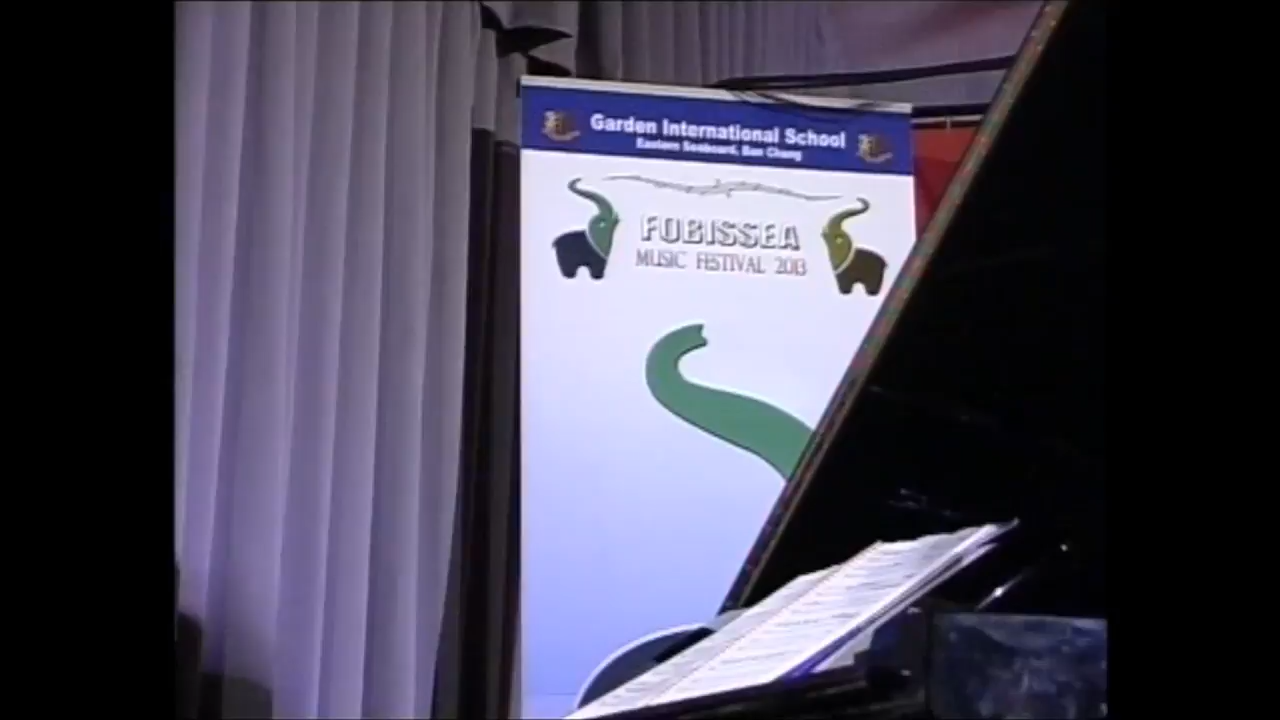 Garden International School
Eastern Seaboard, Ban Chang
FOBISSEA
MUSIC FESTIVAL 2013